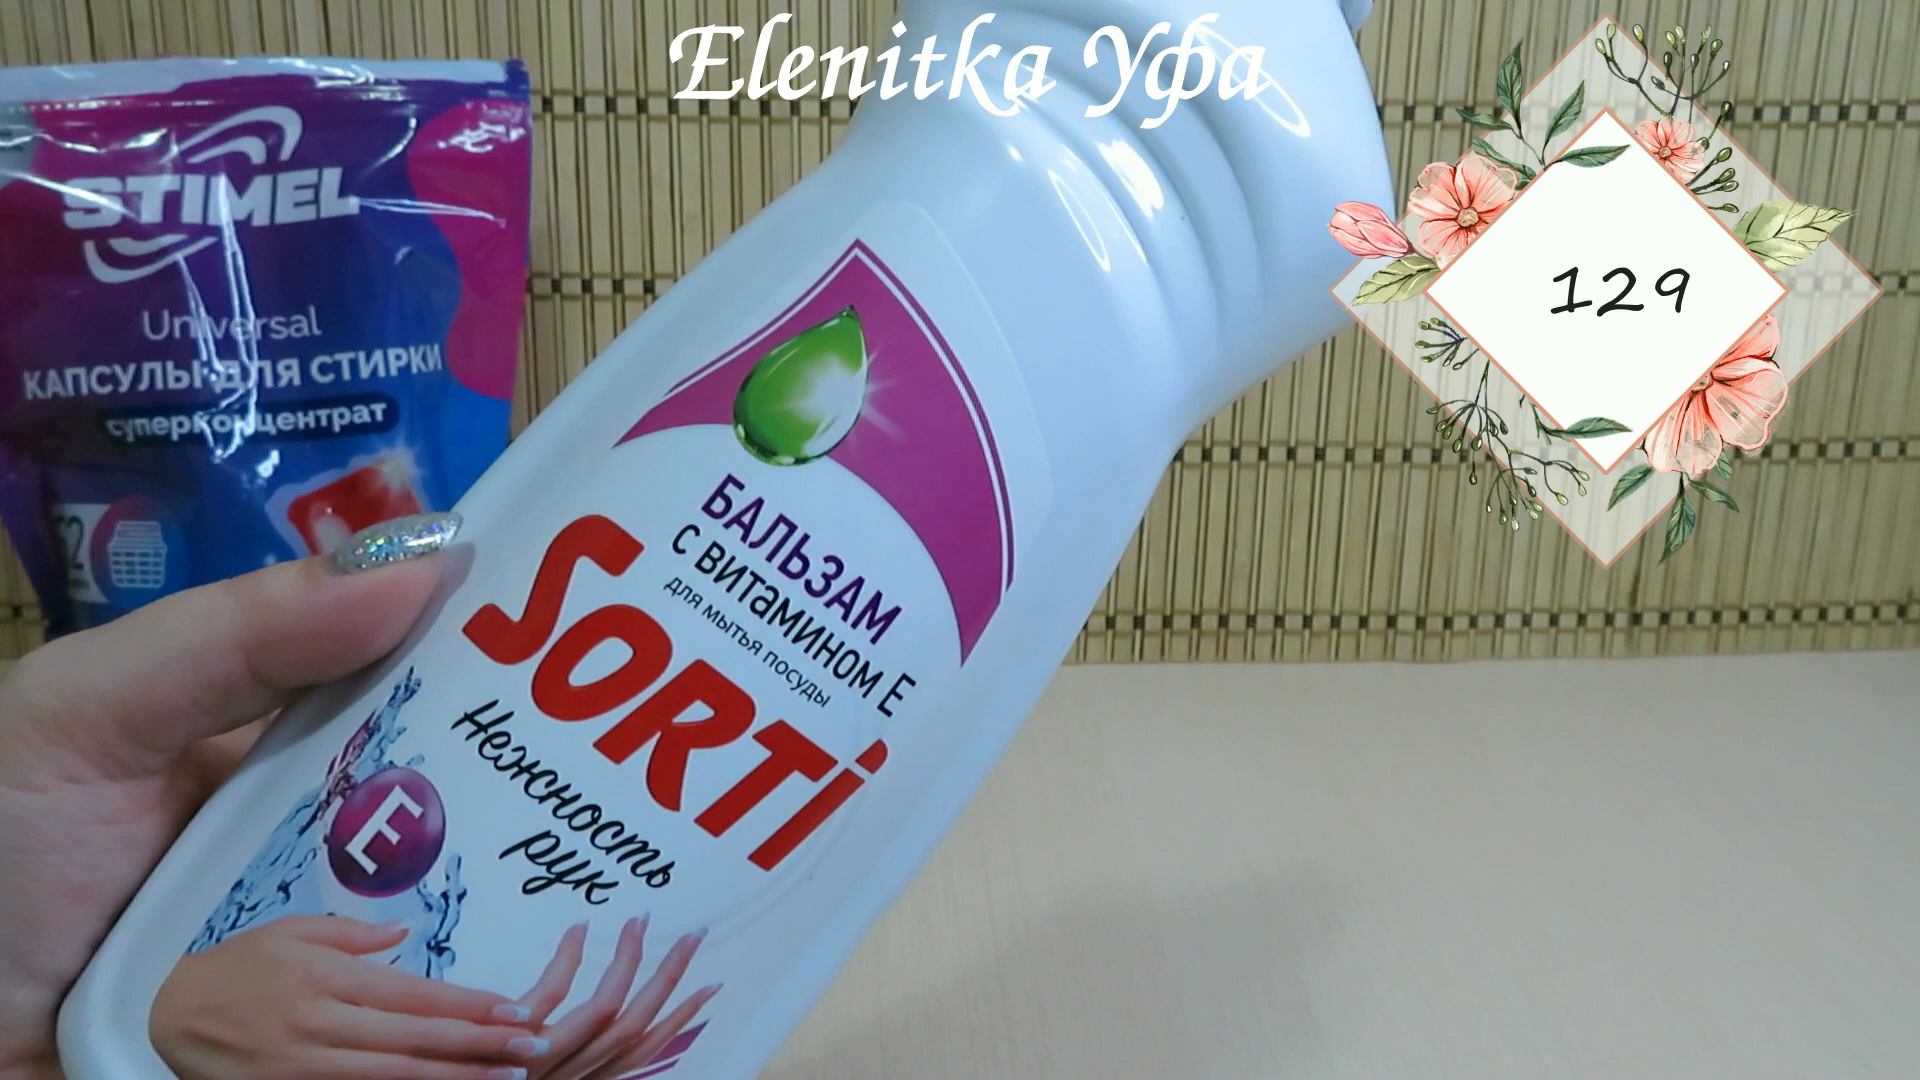 Elenitka Уфа
129
STIMEL
Universal
КАПСУЛЫ ДЛЯ СТИРКИ
суперконцентрат
БАЛЬЗАМ
С ВИТАМИНОМ Е
ДЛЯ МЫТЬЯ ПОСУДЫ
SORTi
Нежность
рук
E